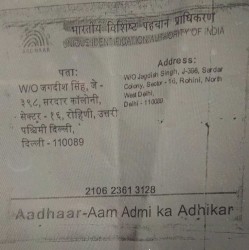 भारतीय विशिष्ट पहचान प्राधिकरण
UNIQUE IDENTIFICATION AUTHORITY OF INDIA
पता:
W/O जगदीश सिंह, जे -
३९८, सरदार कॉलोनी,
सेक्टर - १६, रोहिणी, उत्तरी
पश्चिमी दिल्ली,
दिल्ली - 110089
Address:
W/O Jagdish Singh, J-398, Sardar
Colony, Sector - 16, Rohini, North
West Delhi,
Delhi - 110089
2106 2361 3128
Aadhaar-Aam Admi ka Adhikar